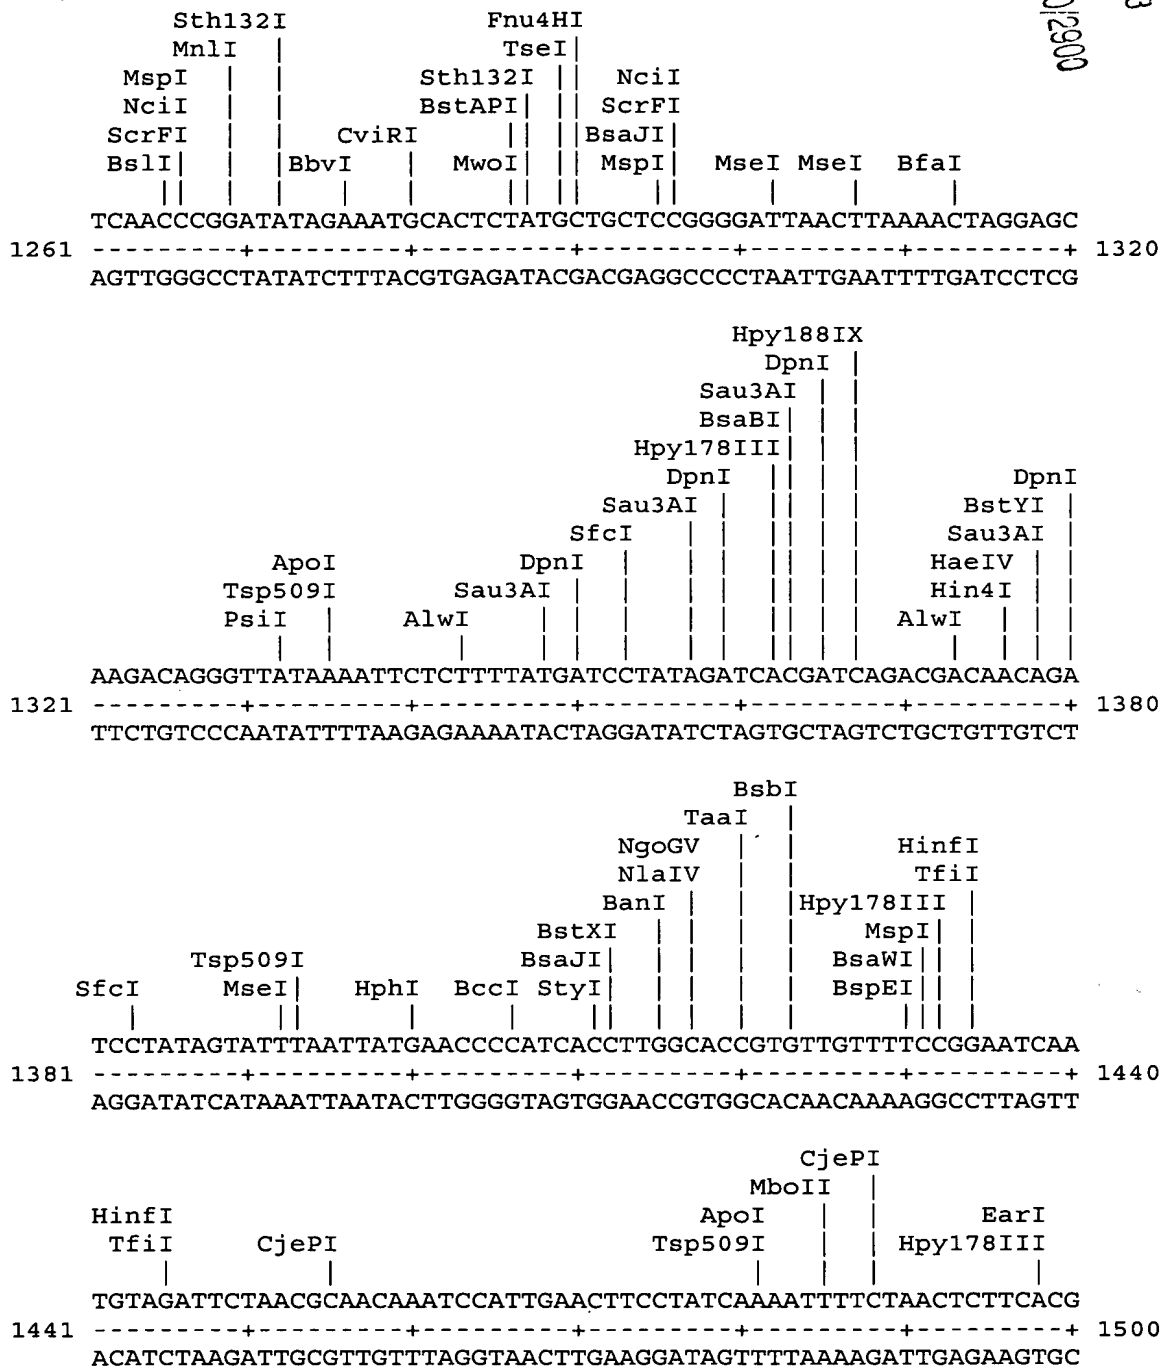 Sth132I Fnu4HI
MnlI TseI
MspI Sth132I NciI
NciI BstAPI ScrFI
ScrFI CviRI BsaJI
BslI BbvI MwoI MspI MseI MseI BfaI
TCAACCCGGATATAGAAATGCACTCTATGCTGCTCCGGGGATTAACTTAAAACTAGGAGC
1261 ---------+---------+---------+---------+---------+---------+ 1320
AGTTGGGCCTATATCTTTACGTGAGATACGACGAGGCCCCTAATTGAATTTTGATCCTCG
Hpy188IX
DpnI
Sau3AI
BsaBI
Hpy178III
DpnI DpnI
Sau3AI BstYI
SfcI Sau3AI
ApoI DpnI HaeIV
Tsp509I Sau3AI Hin4I
PsiI AlwI AlwI
AAGACAGGGTTATAAAATTCTCTTTTATGATCCTATAGATCACGATCAGACGACAACAGA
1321 ---------+---------+---------+---------+---------+---------+ 1380
TTCTGTCCCAATATTTTAAGAGAAAATACTAGGATATCTAGTGCTAGTCTGCTGTTGTCT
BsbI
TaaI
NgoGV HinfI
NlaIV TfiI
BanI Hpy178III
BstXI MspI
Tsp509I BsaJI BsaWI
SfcI MseI HphI BccI StyI BspEI
TCCTATAGTATTTAATTATGAACCCCATCACCTTGGCACCGTGTTGTTTTCCGGAATCAA
1381 ---------+---------+---------+---------+---------+---------+ 1440
AGGATATCATAAATTAATACTTGGGGTAGTGGAACCGTGGCACAACAAAAGGCCTTAGTT
CjePI
MboII
HinfI ApoI EarI
TfiI CjePI Tsp509I Hpy178III
TGTAGATTCTAACGCAACAAATCCATTGAACTTCCTATCAAAATTTTCTAACTCTTCACG
1441 ---------+---------+---------+---------+---------+---------+ 1500
ACATCTAAGATTGCGTTGTTTAGGTAACTTGAAGGATAGTTTTAAAAGATTGAGAAGTGC